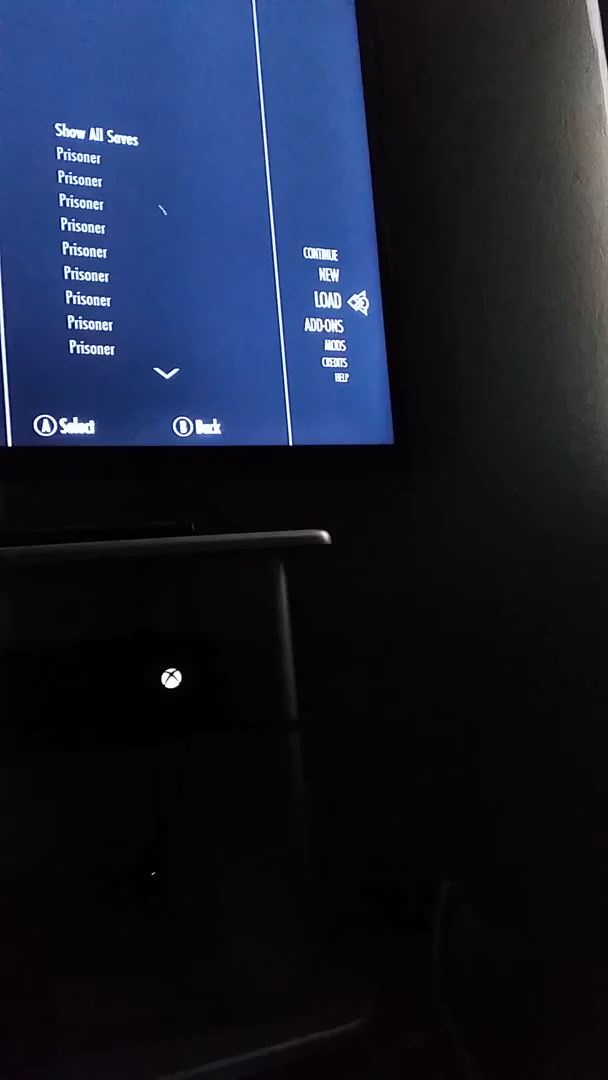 Show All Saves
Prisoner
Prisoner
Prisoner
Prisoner
Prisoner
Prisoner
Prisoner
Prisoner
Prisoner
CONTINUE
NEW
LOAD
ADD-ONS
MODS
CREDITS
HELP
A Select
B Back